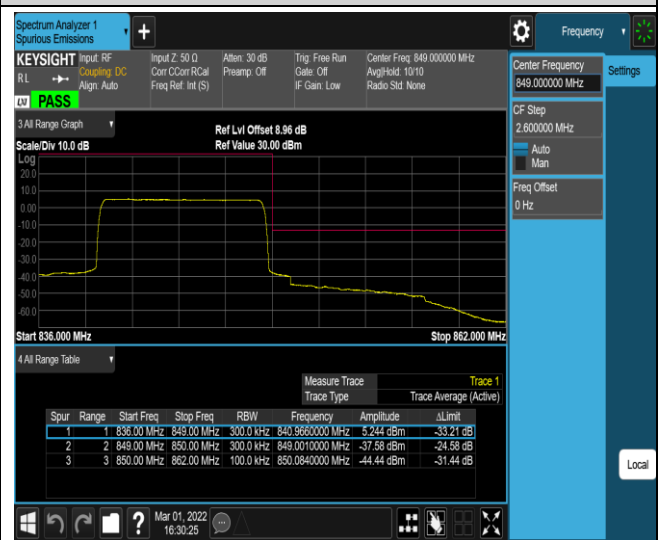 Spectrum Analyzer 1
Spurious Emissions
+
Frequency
KEYSIGHT Input: RF Input Z: 50 Ω Atten: 30 dB Trig: Free Run Center Freq: 849.000000 MHz
RL Coupling: DC Corr CCorr RCal Preamp: Off Gate: Off Avg|Hold: 10/10
Align: Auto Freq Ref: Int (S) IF Gain: Low Radio Std: None
LXI PASS
Center Frequency
849.000000 MHz
Settings
CF Step
2.600000 MHz
Auto
Man
Freq Offset
0 Hz
3 All Range Graph
Ref Lvl Offset 8.96 dB
Scale/Div 10.0 dB Ref Value 30.00 dBm
Log
20.0
10.0
0.00
-10.0
-20.0
-30.0
-40.0
-50.0
-60.0
Start 836.000 MHz Stop 862.000 MHz
4 All Range Table
Measure Trace Trace 1
Trace Type Trace Average (Active)
Spur Range Start Freq Stop Freq RBW Frequency Amplitude ΔLimit
1 1 836.00 MHz 849.00 MHz 300.0 kHz 840.9660000 MHz 5.244 dBm -33.21 dB
2 2 849.00 MHz 850.00 MHz 300.0 kHz 849.0010000 MHz -37.58 dBm -24.58 dB
3 3 850.00 MHz 862.00 MHz 100.0 kHz 850.0840000 MHz -44.44 dBm -31.44 dB
Local
? Mar 01, 2022
16:30:25